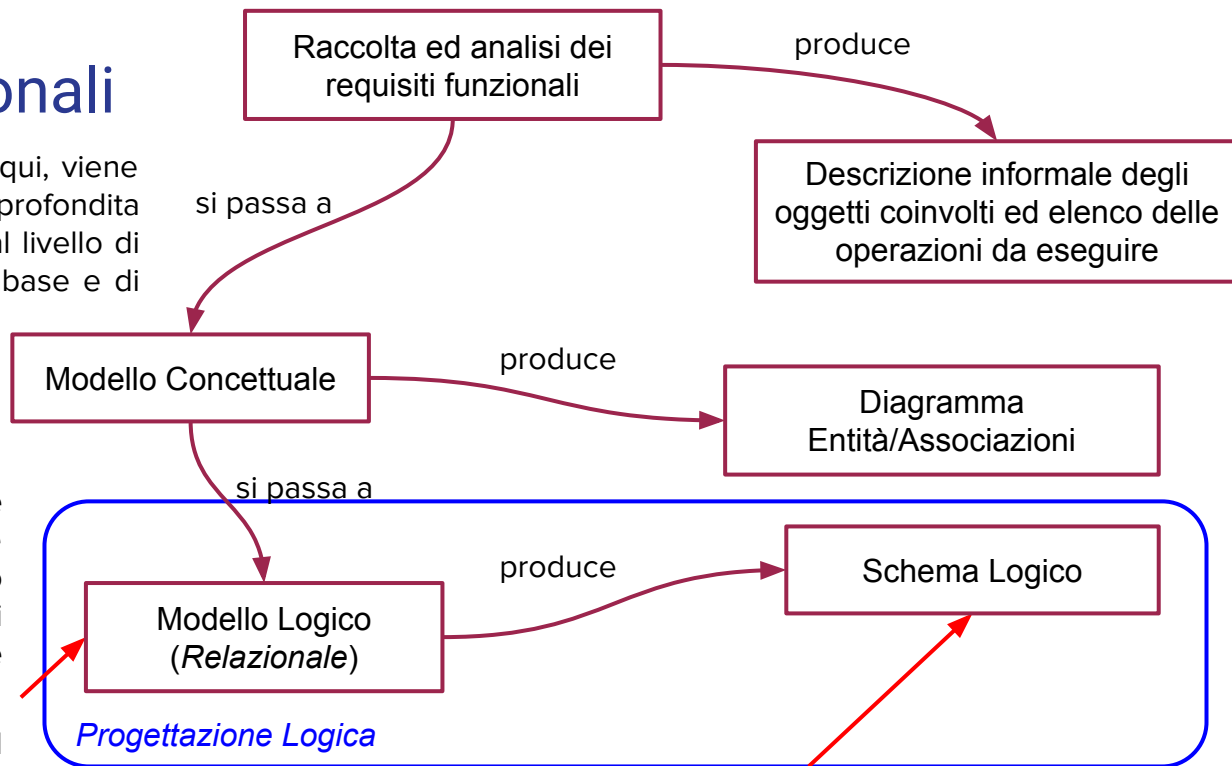 onali
qui, viene
profondita
al livello di
base e di
Raccolta ed analisi dei
requisiti funzionali
produce
Descrizione informale degli
oggetti coinvolti ed elenco delle
operazioni da eseguire
si passa a
Modello Concettuale
produce
Diagramma
Entità/Associazioni
si passa a
Modello Logico
(Relazionale)
produce
Schema Logico
Progettazione Logica